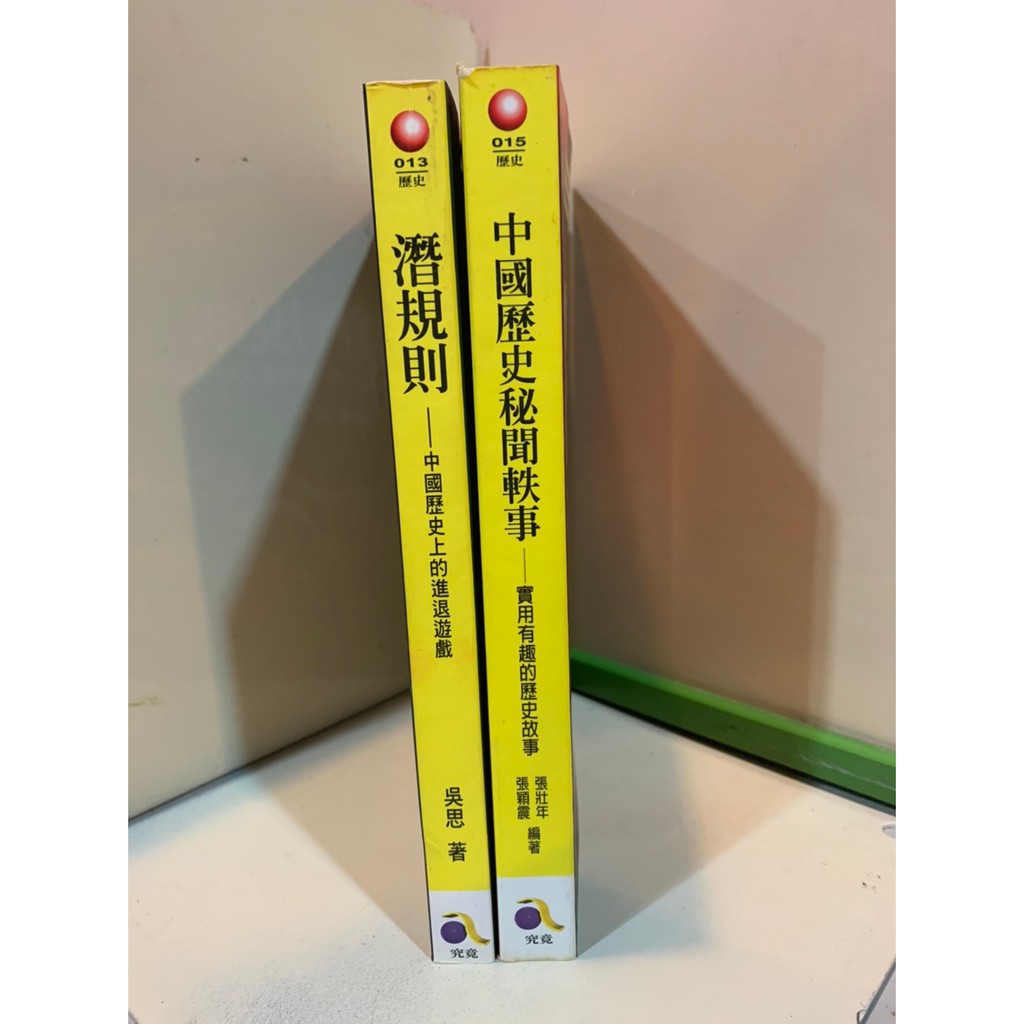 013
歷史
潛規則
——中國歷史上的進退遊戲
吳思 著
究竟
015
歷史
中國歷史秘聞軼事
——實用有趣的歷史故事
張壯年
張穎震
編著
究竟